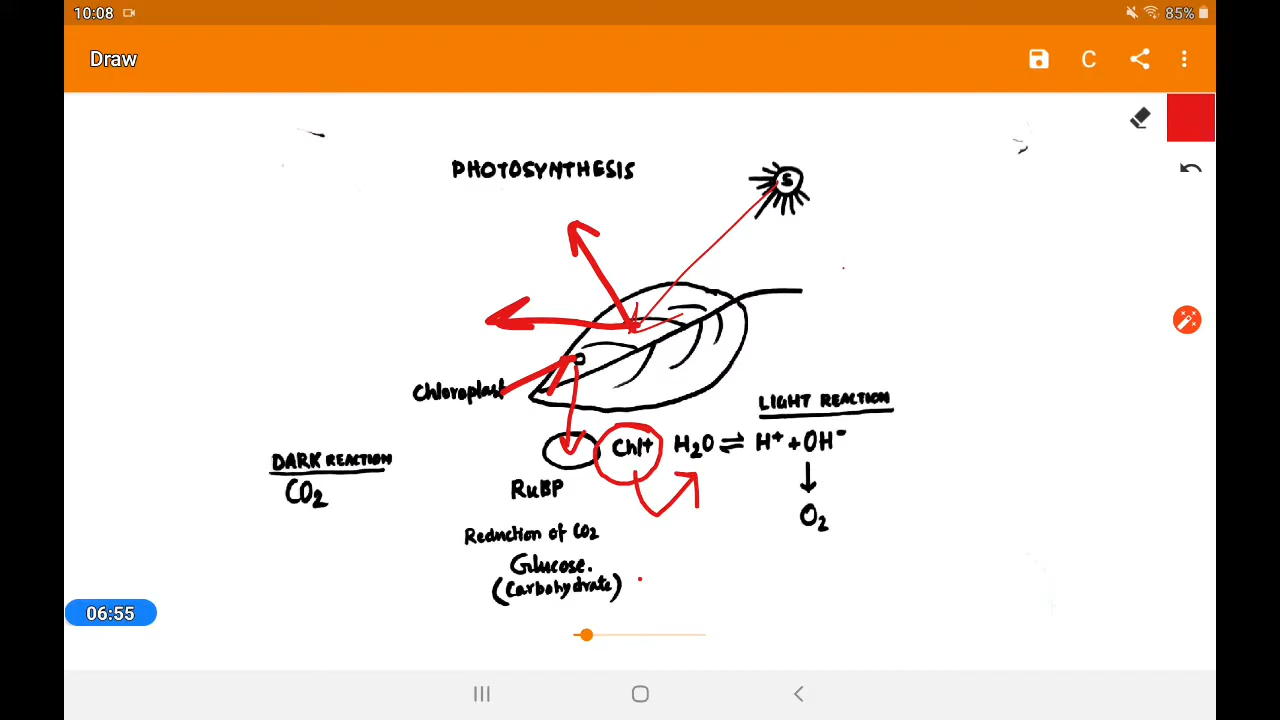 10:08
85%
Draw
C
PHOTOSYNTHESIS
S
Chloroplast
LIGHT REACTION
Chl+ H2O ⇌ H⁺ + OH⁻
DARK REACTION
CO2
RuBP
O2
Reduction of CO2
Glucose.
(Carbohydrate)
06:55